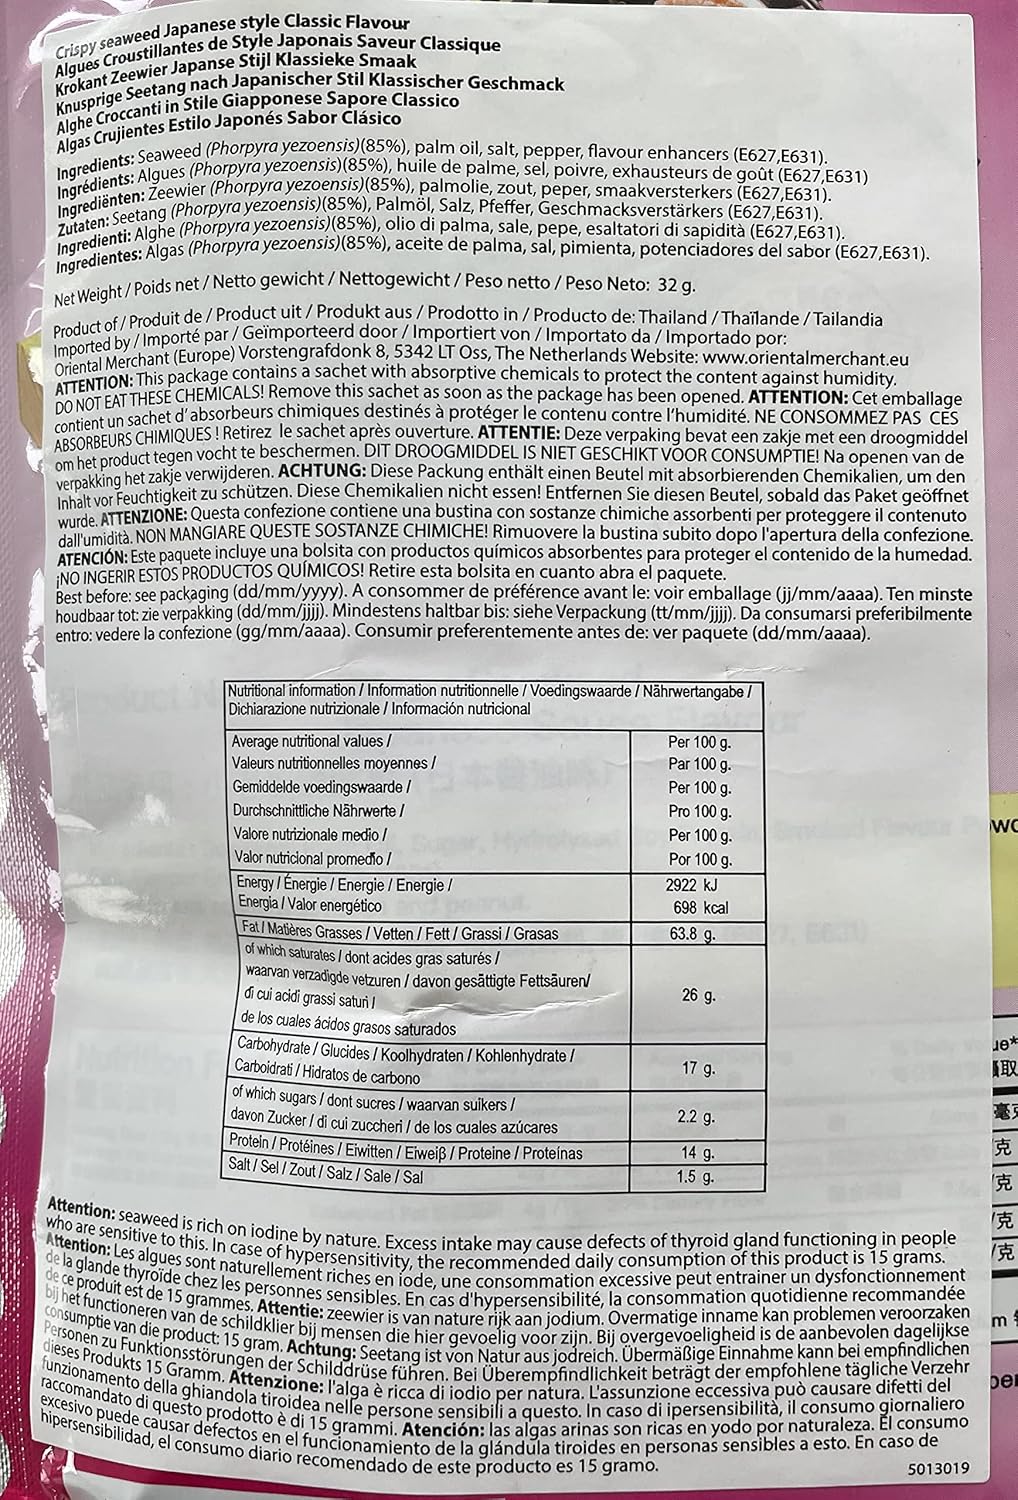 Crispy seaweed Japanese style Classic Flavour
Algues Croustillantes de Style Japonais Saveur Classique
Krokant Zeewier Japanse Stijl Klassieke Smaak
Knusprige Seetang nach Japanischer Stil Klassischer Geschmack
Alghe Croccanti in Stile Giapponese Sapore Classico
Algas Crujientes Estilo Japonés Sabor Clásico
Ingredients: Seaweed (Phorpyra yezoensis)(85%), palm oil, salt, pepper, flavour enhancers (E627,E631).
Ingrédients: Algues (Phorpyra yezoensis)(85%), huile de palme, sel, poivre, exhausteurs de goût (E627,E631)
Ingrediënten: Zeewier (Phorpyra yezoensis)(85%), palmolie, zout, peper, smaakversterkers (E627,E631).
Zutaten: Seetang (Phorpyra yezoensis)(85%), Palmöl, Salz, Pfeffer, Geschmacksverstärkers (E627,E631).
Ingredienti: Alghe (Phorpyra yezoensis)(85%), olio di palma, sale, pepe, esaltatori di sapidità (E627,E631).
Ingredientes: Algas (Phorpyra yezoensis)(85%), aceite de palma, sal, pimienta, potenciadores del sabor (E627,E631).
Net Weight / Poids net / Netto gewicht / Nettogewicht / Peso netto / Peso Neto: 32 g.
Product of / Produit de / Product uit / Produkt aus / Prodotto in / Producto de: Thailand / Thaïlande / Tailandia
Imported by / Importé par / Geïmporteerd door / Importiert von / Importato da / Importado por:
Oriental Merchant (Europe) Vorstengrafdonk 8, 5342 LT Oss, The Netherlands Website: www.orientalmerchant.eu
ATTENTION: This package contains a sachet with absorptive chemicals to protect the content against humidity.
DO NOT EAT THESE CHEMICALS! Remove this sachet as soon as the package has been opened. ATTENTION: Cet emballage
contient un sachet d'absorbeurs chimiques destinés à protéger le contenu contre l'humidité. NE CONSOMMEZ PAS CES
ABSORBEURS CHIMIQUES ! Retirez le sachet après ouverture. ATTENTIE: Deze verpaking bevat een zakje met een droogmiddel
om het product tegen vocht te beschermen. DIT DROOGMIDDEL IS NIET GESCHIKT VOOR CONSUMPTIE! Na openen van de
verpakking het zakje verwijderen. ACHTUNG: Diese Packung enthält einen Beutel mit absorbierenden Chemikalien, um den
Inhalt vor Feuchtigkeit zu schützen. Diese Chemikalien nicht essen! Entfernen Sie diesen Beutel, sobald das Paket geöffnet
wurde. ATTENZIONE: Questa confezione contiene una bustina con sostanze chimiche assorbenti per proteggere il contenuto
dall'umidità. NON MANGIARE QUESTE SOSTANZE CHIMICHE! Rimuovere la bustina subito dopo l'apertura della confezione.
ATENCIÓN: Este paquete incluye una bolsita con productos químicos absorbentes para proteger el contenido de la humedad.
¡NO INGERIR ESTOS PRODUCTOS QUÍMICOS! Retire esta bolsita en cuanto abra el paquete.
Best before: see packaging (dd/mm/yyyy). A consommer de préférence avant le: voir emballage (jj/mm/aaaa). Ten minste
houdbaar tot: zie verpakking (dd/mm/jjjj). Mindestens haltbar bis: siehe Verpackung (tt/mm/jjjj). Da consumarsi preferibilmente
entro: vedere la confezione (gg/mm/aaaa). Consumir preferentemente antes de: ver paquete (dd/mm/aaaa).
Nutritional information / Information nutritionnelle / Voedingswaarde / Nährwertangabe /
Dichiarazione nutrizionale / Información nutricional
Average nutritional values / Per 100 g.
Valeurs nutritionnelles moyennes / Par 100 g.
Gemiddelde voedingswaarde / Per 100 g.
Durchschnittliche Nährwerte / Pro 100 g.
Valore nutrizionale medio / Per 100 g.
Valor nutricional promedio / Por 100 g.
Energy / Énergie / Energie / Energie / 2922 kJ
Energia / Valor energético 698 kcal
Fat / Matières Grasses / Vetten / Fett / Grassi / Grasas 63.8 g.
of which saturates / dont acides gras saturés /
waarvan verzadigde vetzuren / davon gesättigte Fettsäuren/
di cui acidi grassi saturi / 26 g.
de los cuales ácidos grasos saturados
Carbohydrate / Glucides / Koolhydraten / Kohlenhydrate /
Carboidrati / Hidratos de carbono 17 g.
of which sugars / dont sucres / waarvan suikers /
davon Zucker / di cui zuccheri / de los cuales azúcares 2.2 g.
Protein / Protéines / Eiwitten / Eiweiβ / Proteine / Proteínas 14 g.
Salt / Sel / Zout / Salz / Sale / Sal 1.5 g.
Attention: seaweed is rich on iodine by nature. Excess intake may cause defects of thyroid gland functioning in people
who are sensitive to this. In case of hypersensitivity, the recommended daily consumption of this product is 15 grams.
Attention: Les algues sont naturellement riches en iode, une consommation excessive peut entrainer un dysfonctionnement
de la glande thyroïde chez les personnes sensibles. En cas d'hypersensibilité, la consommation quotidienne recommandée
de ce produit est de 15 grammes. Attentie: zeewier is van nature rijk aan jodium. Overmatige inname kan problemen veroorzaken
bij het functioneren van de schildklier bij mensen die hier gevoelig voor zijn. Bij overgevoeligheid is de aanbevolen dagelijkse
consumptie van die product: 15 gram. Achtung: Seetang ist von Natur aus jodreich. Übermäßige Einnahme kann bei empfindlichen
Personen zu Funktionsstörungen der Schilddrüse führen. Bei Überempfindlichkeit beträgt der empfohlene tägliche Verzehr
dieses Produkts 15 Gramm. Attenzione: l'alga è ricca di iodio per natura. L'assunzione eccessiva può causare difetti del
funzionamento della ghiandola tiroidea nelle persone sensibili a questo. In caso di ipersensibilità, il consumo giornaliero
raccomandato di questo prodotto è di 15 grammi. Atención: las algas arinas son ricas en yodo por naturaleza. El consumo
excesivo puede causar defectos en el funcionamiento de la glándula tiroides en personas sensibles a esto. En caso de
hipersensibilidad, el consumo diario recomendado de este producto es 15 gramo.
5013019